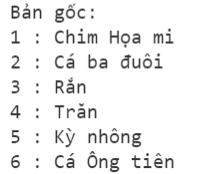 Bản gốc:
1 : Chim Họa mi
2 : Cá ba đuôi
3 : Rắn
4 : Trăn
5 : Kỳ nhông
6 : Cá Ông tiên